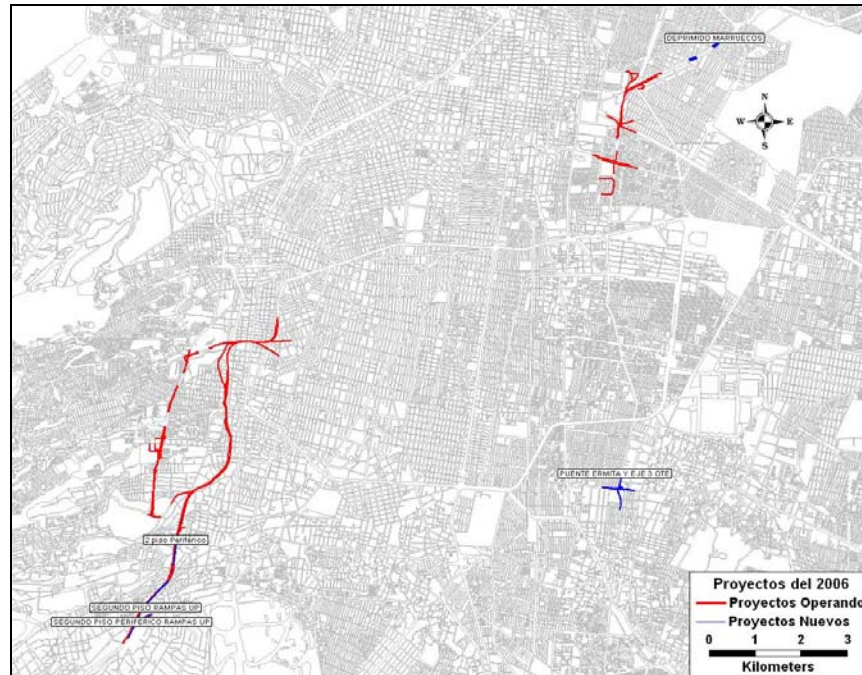 DEPRIMIDO MARRUECOS
N
W E
S
PUENTE ERMITA Y EJE 3 OTE
2 piso Periférico
SEGUNDO PISO RAMPAS UP
SEGUNDO PISO PERIFERICO RAMPAS UP
Proyectos del 2006
Proyectos Operando
Proyectos Nuevos
0 1 2 3
Kilometers